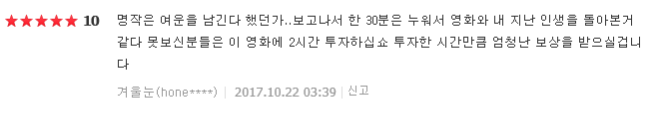 ★★★★★ 10 명작은 여운을 남긴다 했던가..보고나서 한 30분은 누워서 영화와 내 지난 인생을 돌아본거
같다 못보신분들은 이 영화에 2시간 투자하십쇼 투자한 시간만큼 엄청난 보상을 받으실겁니
다
겨울눈(hone****) | 2017.10.22 03:39 | 신고